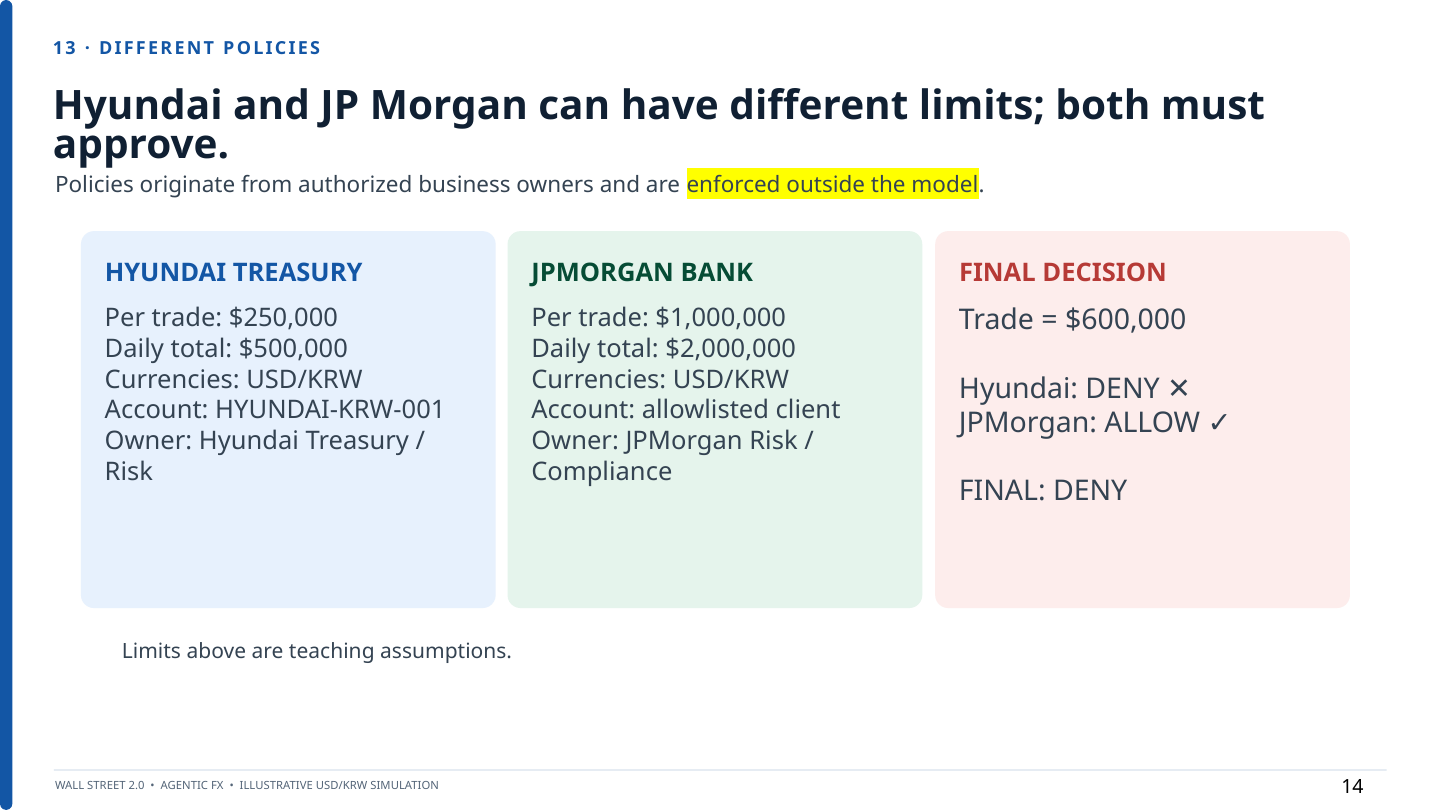 13 · DIFFERENT POLICIES
Hyundai and JP Morgan can have different limits; both must
approve.
Policies originate from authorized business owners and are enforced outside the model.
HYUNDAI TREASURY
Per trade: $250,000
Daily total: $500,000
Currencies: USD/KRW
Account: HYUNDAI-KRW-001
Owner: Hyundai Treasury /
Risk
JPMORGAN BANK
Per trade: $1,000,000
Daily total: $2,000,000
Currencies: USD/KRW
Account: allowlisted client
Owner: JPMorgan Risk /
Compliance
FINAL DECISION
Trade = $600,000
Hyundai: DENY ✕
JPMorgan: ALLOW ✓
FINAL: DENY
Limits above are teaching assumptions.
WALL STREET 2.0 • AGENTIC FX • ILLUSTRATIVE USD/KRW SIMULATION
14